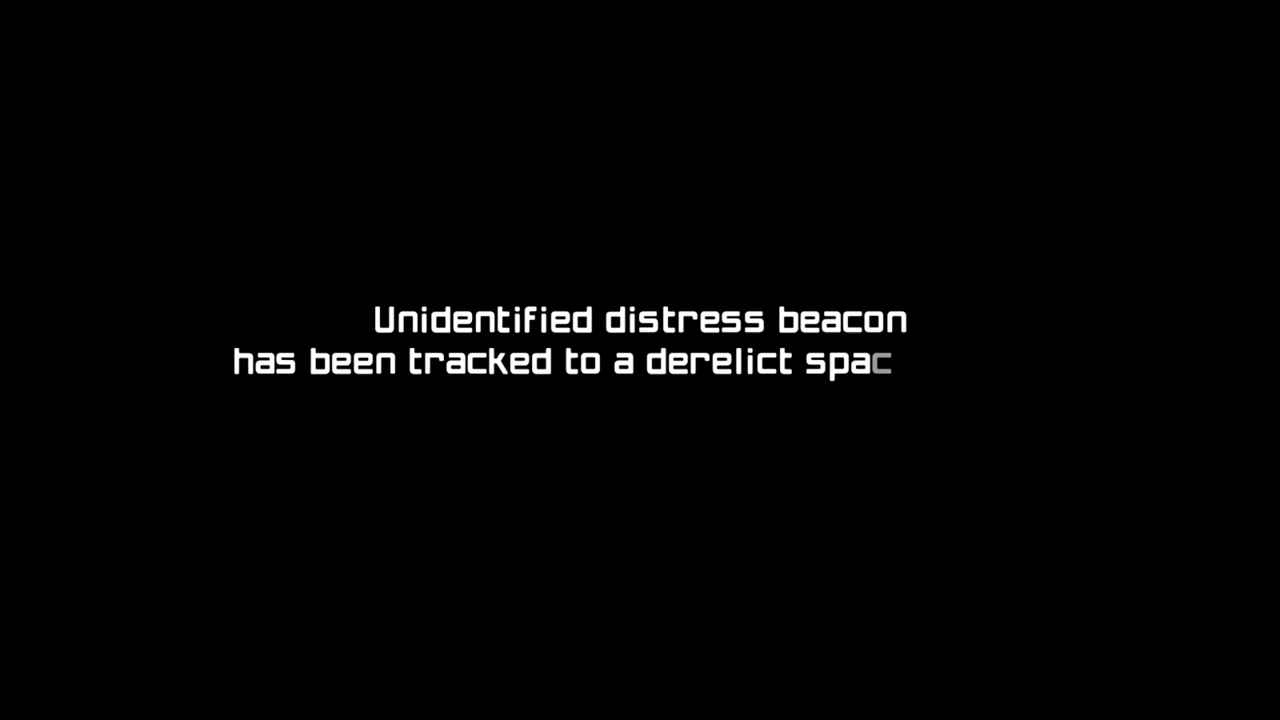 Unidentified distress beacon
has been tracked to a derelict spac